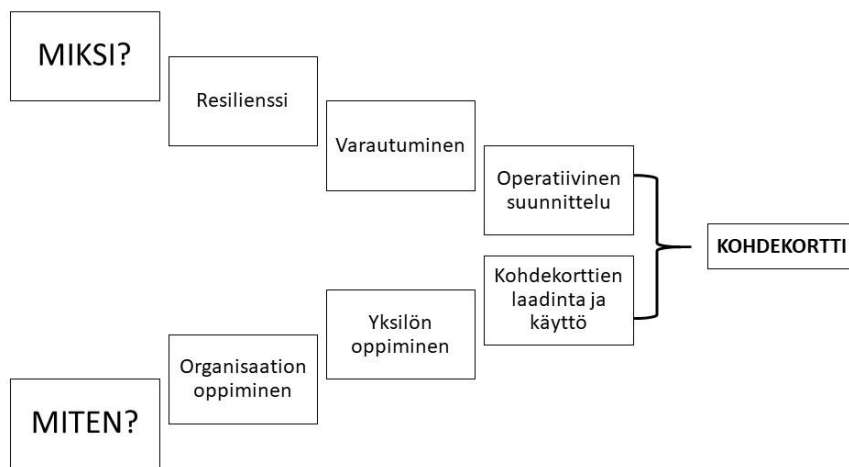 MIKSI?
Resilienssi
Varautuminen
Operatiivinen
suunnittelu
KOHDEKORTTI
Kohdekorttien
laadinta ja
käyttö
Yksilön
oppiminen
Organisaation
oppiminen
MITEN?